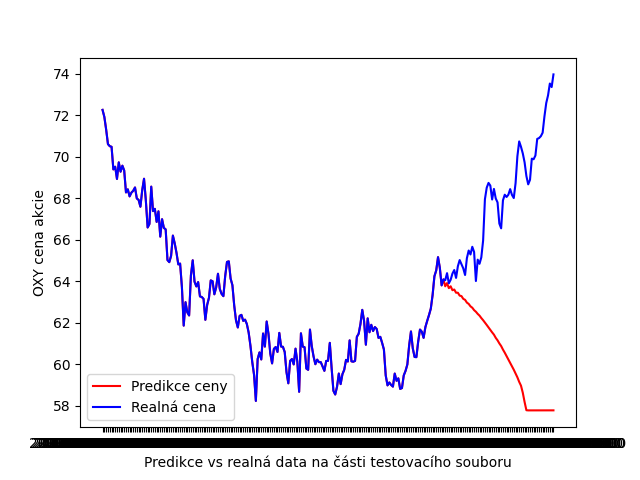 74
72
70
68
66
64
62
60
58
OXY cena akcie
Predikce ceny
Realná cena
Predikce vs realná data na části testovacího souboru